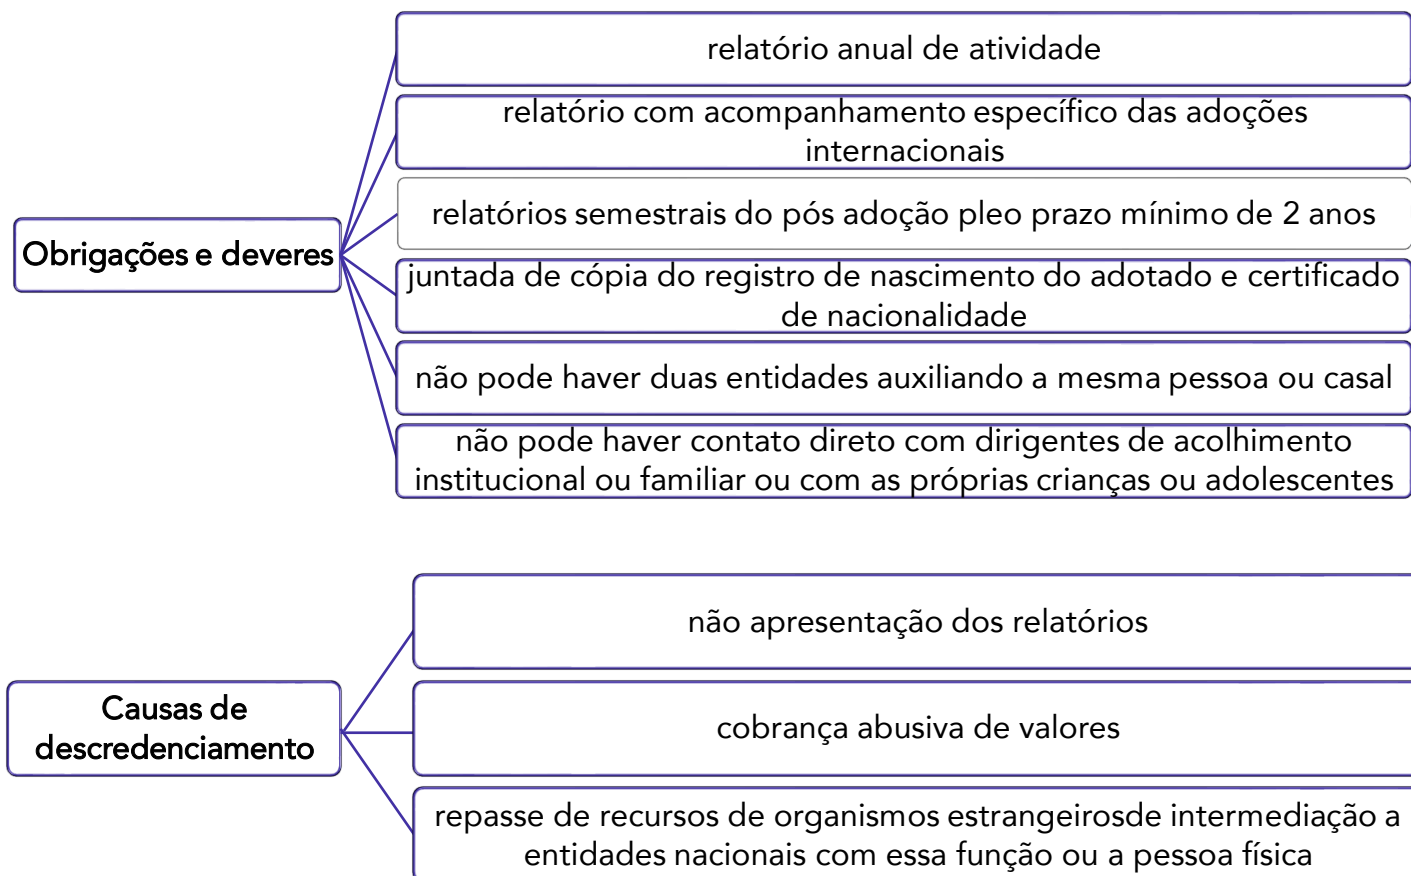 relatório anual de atividade
relatório com acompanhamento específico das adoções
internacionais
relatórios semestrais do pós adoção pleo prazo mínimo de 2 anos
Obrigações e deveres
juntada de cópia do registro de nascimento do adotado e certificado
de nacionalidade
não pode haver duas entidades auxiliando a mesma pessoa ou casal
não pode haver contato direto com dirigentes de acolhimento
institucional ou familiar ou com as próprias crianças ou adolescentes
não apresentação dos relatórios
Causas de
descredenciamento
cobrança abusiva de valores
repasse de recursos de organismos estrangeirosde intermediação a
entidades nacionais com essa função ou a pessoa física